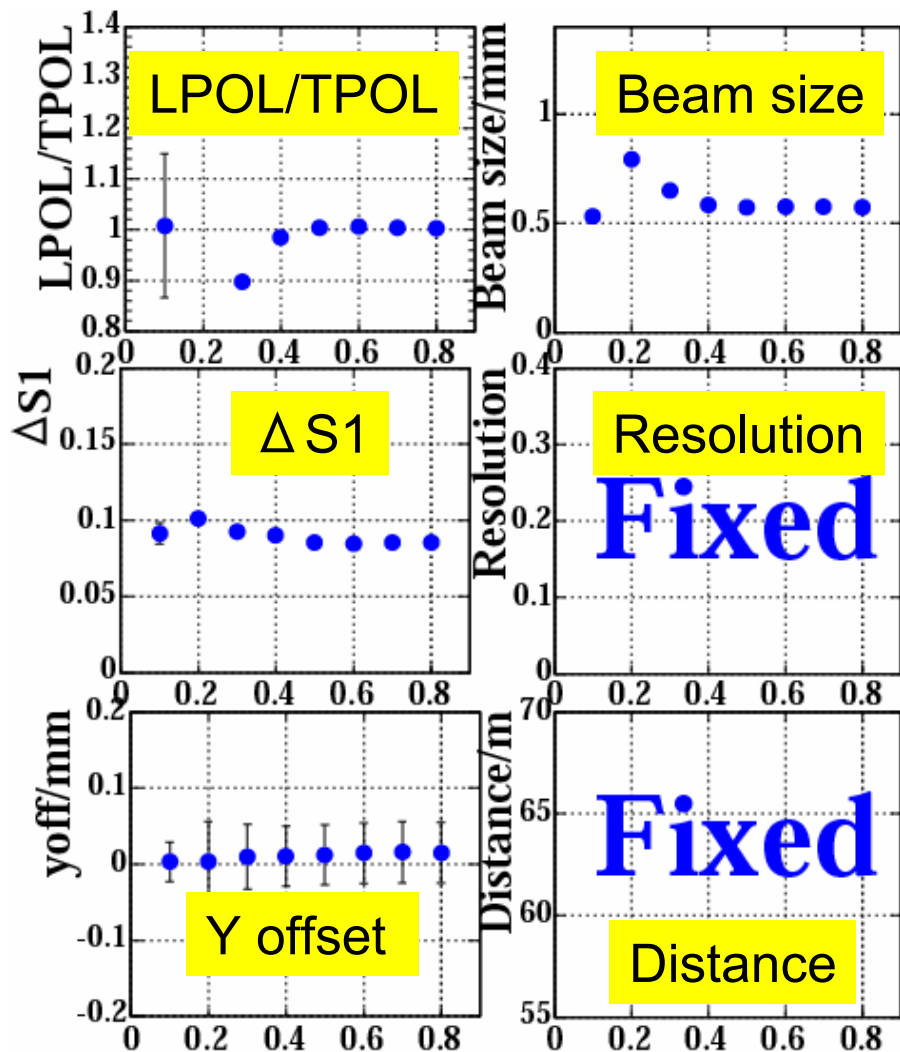 LPOL/TPOL
1.4
1.3
1.2
1.1
1
0.9
0.8
0 0.2 0.4 0.6 0.8
LPOL/TPOL
Beam size/mm
1
0.5
0
0 0.2 0.4 0.6 0.8
Beam size
ΔS1
0.2
0.15
0.1
0.05
0
0 0.2 0.4 0.6 0.8
Δ S1
Resolution
0.4
0.3
0.2
0.1
0
0 0.2 0.4 0.6 0.8
Resolution
Fixed
yoff/mm
0.2
0.1
0
-0.1
-0.2
0 0.2 0.4 0.6 0.8
Y offset
Distance/m
70
65
60
55
0 0.2 0.4 0.6 0.8
Fixed
Distance